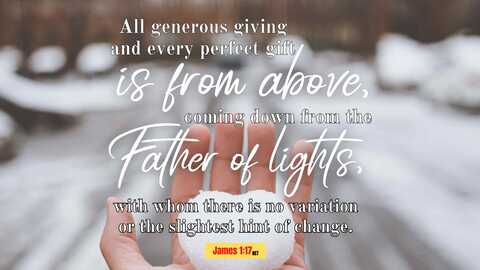 All generous giving
and every perfect gift
is from above,
coming down from the
Father of lights,
with whom there is no variation
or the slightest hint of change.
James 1:17 NET